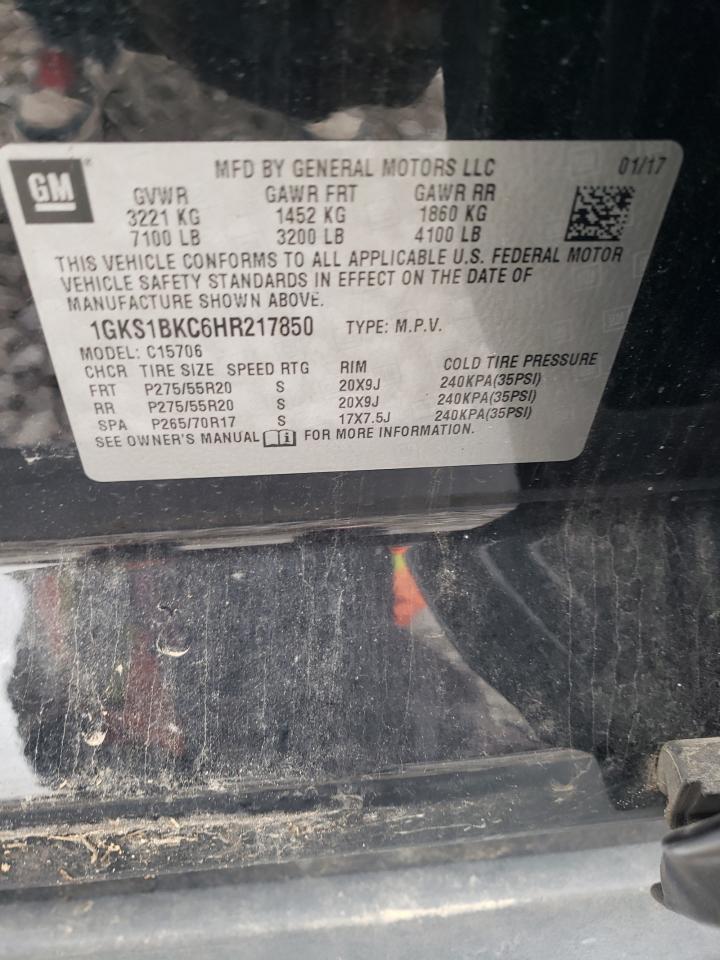 GM MFD BY GENERAL MOTORS LLC 01/17
GVWR GAWR FRT GAWR RR
3221 KG 1452 KG 1860 KG
7100 LB 3200 LB 4100 LB
THIS VEHICLE CONFORMS TO ALL APPLICABLE U.S. FEDERAL MOTOR
VEHICLE SAFETY STANDARDS IN EFFECT ON THE DATE OF
MANUFACTURE SHOWN ABOVE.
1GKS1BKC6HR217850 TYPE: M.P.V.
MODEL: C15706
CHCR TIRE SIZE SPEED RTG RIM COLD TIRE PRESSURE
FRT P275/55R20 S 20X9J 240KPA(35PSI)
RR P275/55R20 S 20X9J 240KPA(35PSI)
SPA P265/70R17 S 17X7.5J 240KPA(35PSI)
SEE OWNER'S MANUAL FOR MORE INFORMATION.